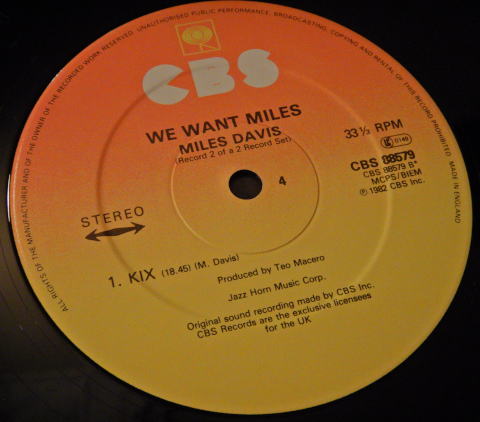 ALL RIGHTS OF THE MANUFACTURER AND OF THE OWNER OF THE RECORDED WORK RESERVED. UNAUTHORISED PUBLIC PERFORMANCE, BROADCASTING, COPYING AND RENTAL OF THIS RECORD PROHIBITED. MADE IN ENGLAND
CBS
WE WANT MILES
MILES DAVIS
(Record 2 of a 2 Record Set)
33⅓ RPM
0149
CBS 88579
CBS 88579 B*
MCPS/BIEM
℗ 1982 CBS Inc.
4
STEREO
1. KIX (18.45) (M. Davis)
Produced by Teo Macero
Jazz Horn Music Corp.
Original sound recording made by CBS Inc.
CBS Records are the exclusive licensees
for the UK